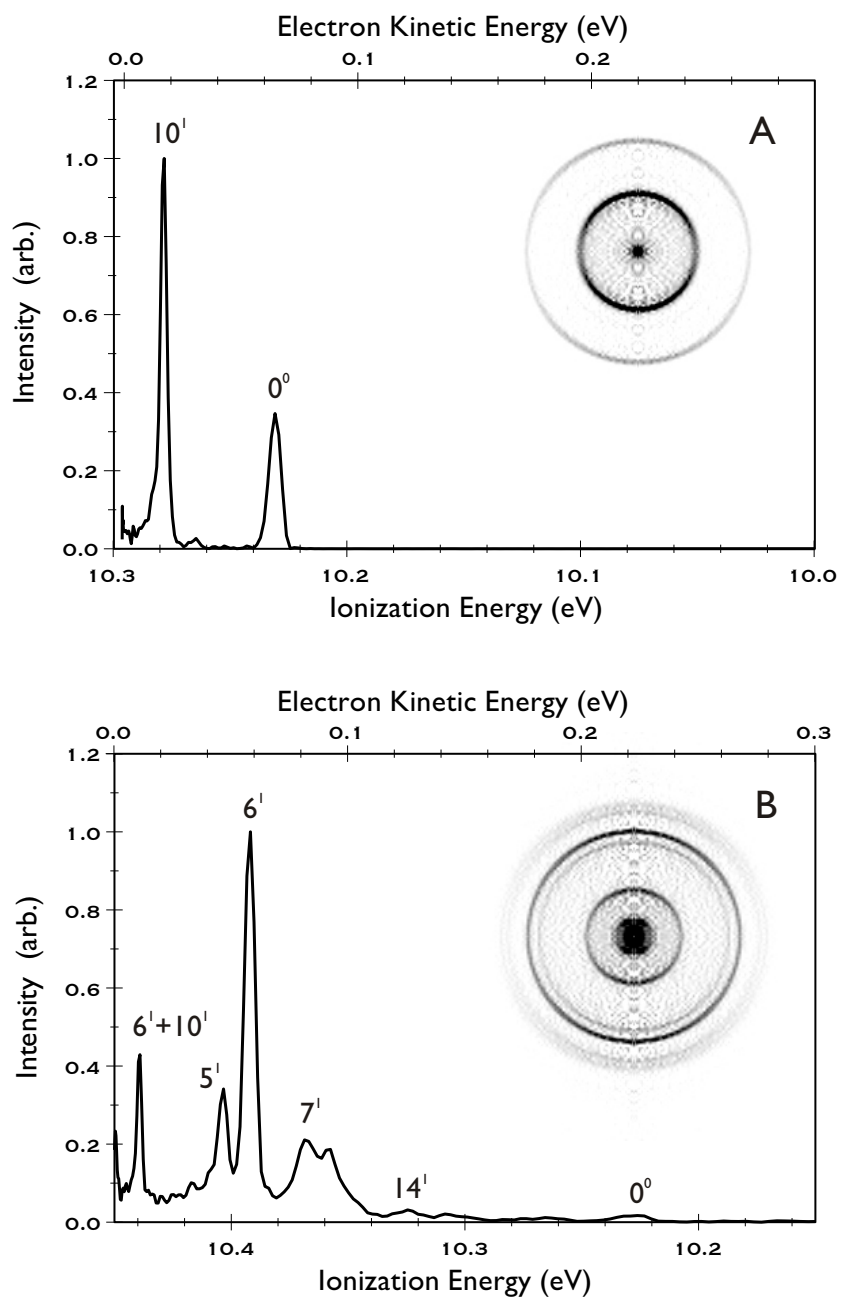 Electron Kinetic Energy (eV)
0.0 0.1 0.2
1.2
A
10¹
1.0
0.8
0.6
0⁰
0.4
0.2
0.0
Intensity (arb.)
10.3 10.2 10.1 10.0
Ionization Energy (eV)
Electron Kinetic Energy (eV)
0.0 0.1 0.2 0.3
1.2
B
6¹
1.0
0.8
0.6
6¹+10¹
0.4
5¹
7¹
0.2
14¹
0⁰
0.0
Intensity (arb.)
10.4 10.3 10.2
Ionization Energy (eV)